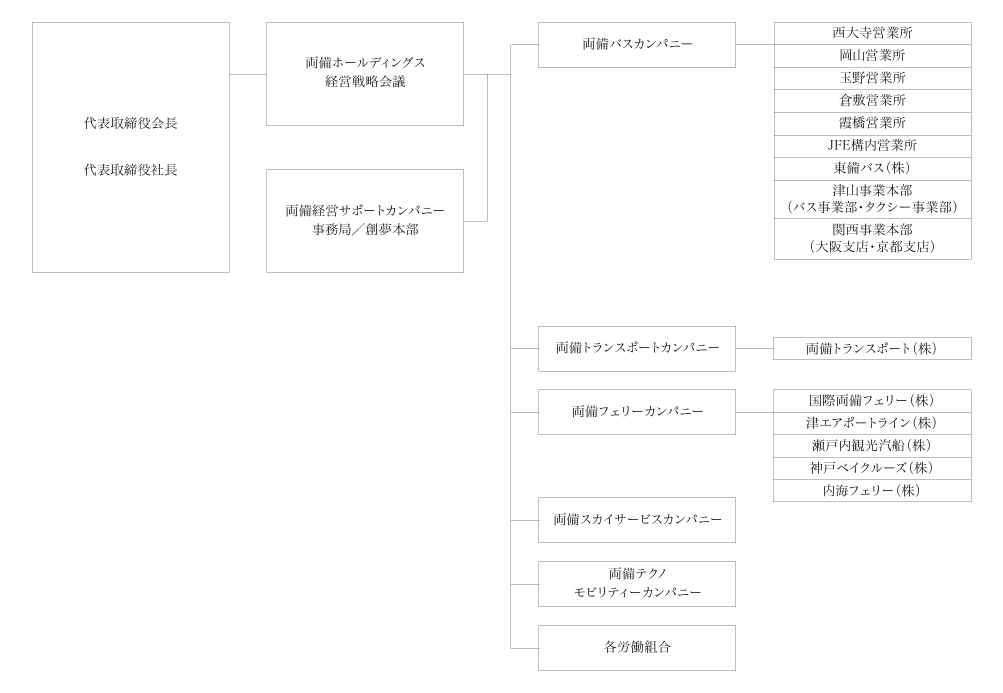 代表取締役会長
代表取締役社長
両備ホールディングス
経営戦略会議
両備経営サポートカンパニー
事務局／創夢本部
両備バスカンパニー
西大寺営業所
岡山営業所
玉野営業所
倉敷営業所
霞橋営業所
JFE構内営業所
東備バス（株）
津山事業本部
（バス事業部・タクシー事業部）
関西事業本部
（大阪支店・京都支店）
両備トランスポートカンパニー
両備トランスポート（株）
両備フェリーカンパニー
国際両備フェリー（株）
津エアポートライン（株）
瀬戸内観光汽船（株）
神戸ベイクルーズ（株）
内海フェリー（株）
両備スカイサービスカンパニー
両備テクノ
モビリティーカンパニー
各労働組合